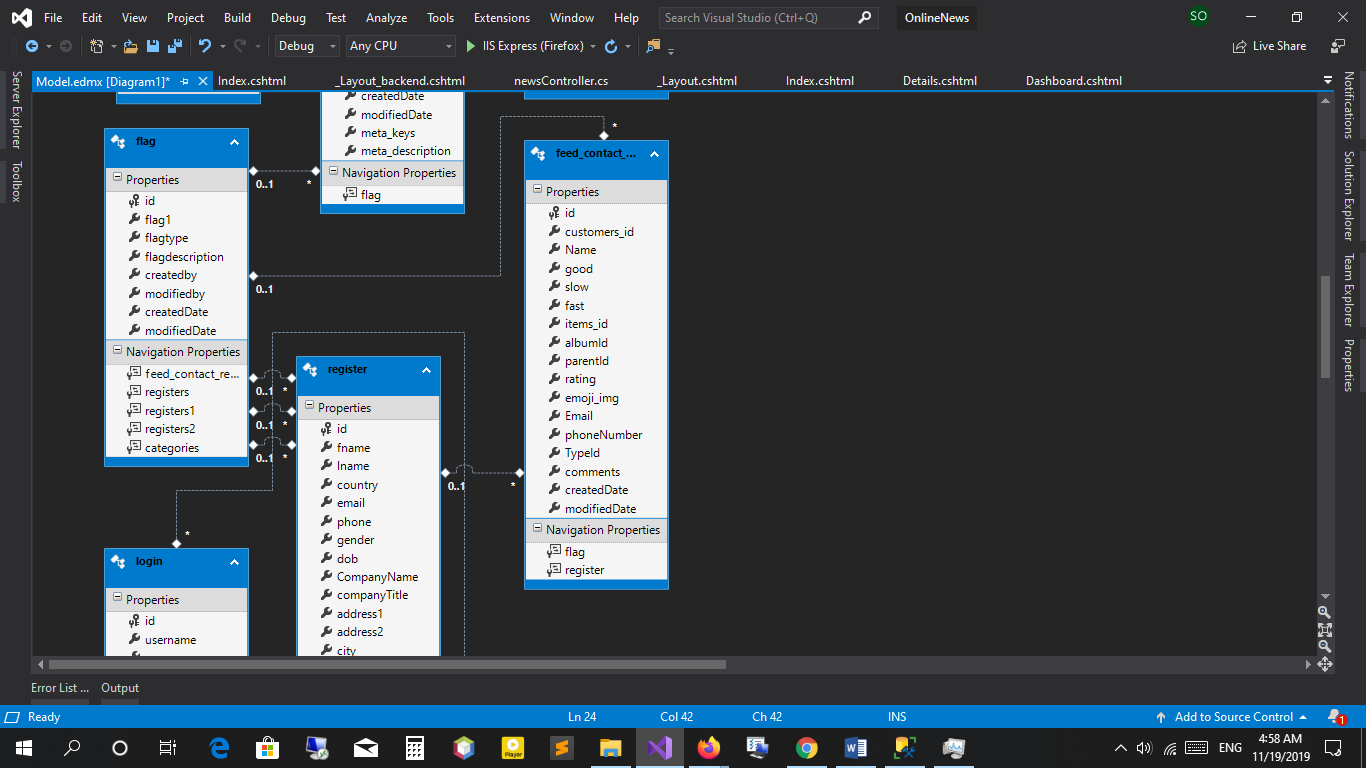 File Edit View Project Build Debug Test Analyze Tools Extensions Window Help Search Visual Studio (Ctrl+Q) OnlineNews SO
Debug Any CPU IIS Express (Firefox) Live Share
Model.edmx [Diagram1]* Index.cshtml _Layout_backend.cshtml newsController.cs _Layout.cshtml Index.cshtml Details.cshtml Dashboard.cshtml
Server Explorer
Toolbox
createdDate
modifiedDate
meta_keys
meta_description
Navigation Properties
flag
flag
Properties
id
flag1
flagtype
flagdescription
createdby
modifiedby
createdDate
modifiedDate
Navigation Properties
feed_contact_re...
registers
registers1
registers2
categories
0..1 *
0..1
*
0..1 *
0..1 *
0..1 *
register
Properties
id
fname
lname
country
email
phone
gender
dob
CompanyName
companyTitle
address1
address2
city
0..1 *
feed_contact_...
Properties
id
customers_id
Name
good
slow
fast
items_id
albumId
parentId
rating
emoji_img
Email
phoneNumber
TypeId
comments
createdDate
modifiedDate
Navigation Properties
flag
register
*
login
Properties
id
username
Notifications
Solution Explorer
Team Explorer
Properties
Error List ... Output
Ready Ln 24 Col 42 Ch 42 INS Add to Source Control 1
Player
ENG 4:58 AM
11/19/2019